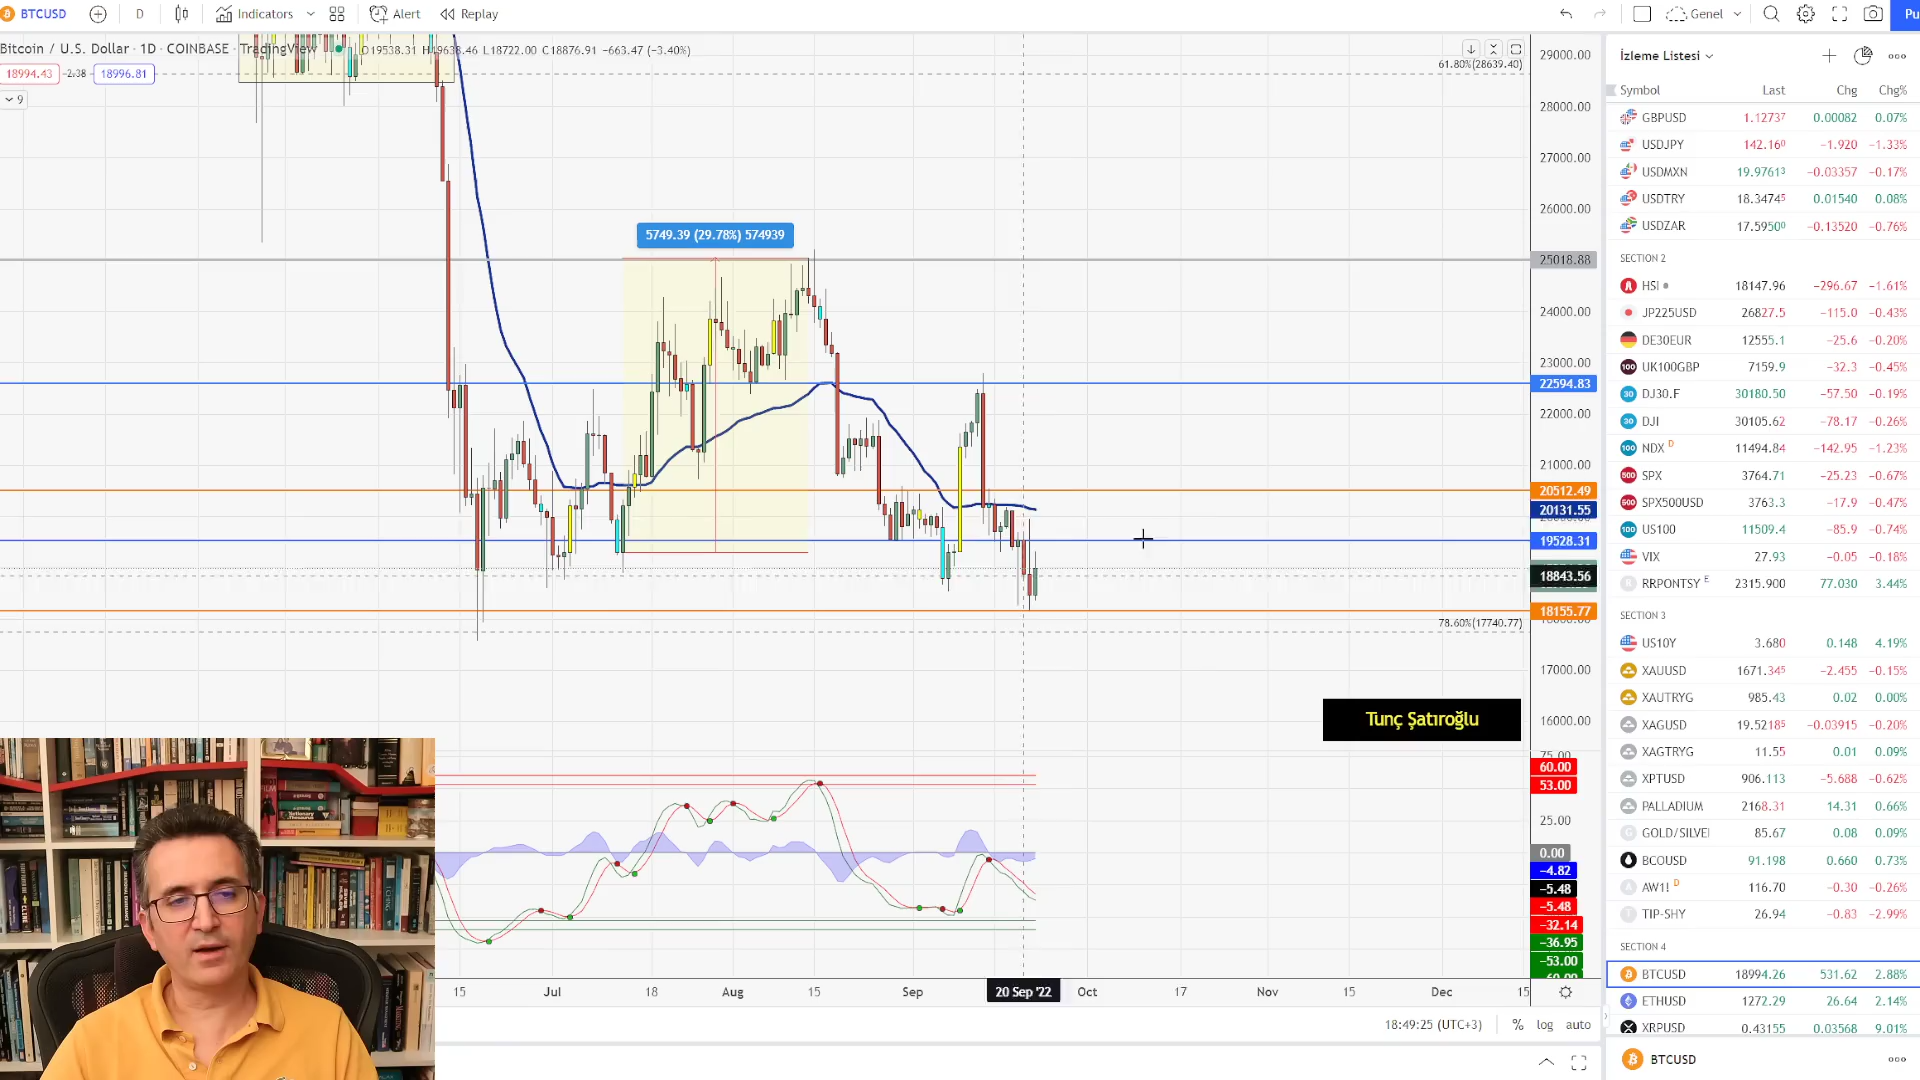 BTCUSD D Indicators Alert Replay Genel Pu
Bitcoin / U.S. Dollar · 1D · COINBASE · TradingView O19538.31 H19638.46 L18722.00 C18876.91 −663.47 (−3.40%)
18994.43 2.38 18996.81
9
61.80%(28639.40)
5749.39 (29.78%) 574939
78.60%(17740.77)
Tunç Şatıroğlu
29000.00
28000.00
27000.00
26000.00
25018.88
24000.00
23000.00
22594.83
22000.00
21000.00
20512.49
20131.55
19528.31
18843.56
18155.77
17000.00
16000.00
75.00
60.00
53.00
25.00
0.00
−4.82
−5.48
−5.48
−32.14
−36.95
−53.00
15 Jul 18 Aug 15 Sep 20 Sep '22 Oct 17 Nov 15 Dec 15
18:49:25 (UTC+3) % log auto
İzleme Listesi
Symbol Last Chg Chg%
GBPUSD 1.12737 0.00082 0.07%
USDJPY 142.160 −1.920 −1.33%
USDMXN 19.97613 −0.03357 −0.17%
USDTRY 18.34745 0.01540 0.08%
USDZAR 17.59500 −0.13520 −0.76%
SECTION 2
HSI 18147.96 −296.67 −1.61%
JP225USD 26827.5 −115.0 −0.43%
DE30EUR 12555.1 −25.6 −0.20%
UK100GBP 7159.9 −32.3 −0.45%
DJ30.F 30180.50 −57.50 −0.19%
DJI 30105.62 −78.17 −0.26%
NDX D 11494.84 −142.95 −1.23%
SPX 3764.71 −25.23 −0.67%
SPX500USD 3763.3 −17.9 −0.47%
US100 11509.4 −85.9 −0.74%
VIX 27.93 −0.05 −0.18%
RRPONTSY E 2315.900 77.030 3.44%
SECTION 3
US10Y 3.680 0.148 4.19%
XAUUSD 1671.345 −2.455 −0.15%
XAUTRYG 985.43 0.02 0.00%
XAGUSD 19.52185 −0.03915 −0.20%
XAGTRYG 11.55 0.01 0.09%
XPTUSD 906.113 −5.688 −0.62%
PALLADIUM 2168.31 14.31 0.66%
GOLD/SILVE 85.67 0.08 0.09%
BCOUSD 91.198 0.660 0.73%
AW1! D 116.70 −0.30 −0.26%
TIP-SHY 26.94 −0.83 −2.99%
SECTION 4
BTCUSD 18994.26 531.62 2.88%
ETHUSD 1272.29 26.64 2.14%
XRPUSD 0.43155 0.03568 9.01%
BTCUSD